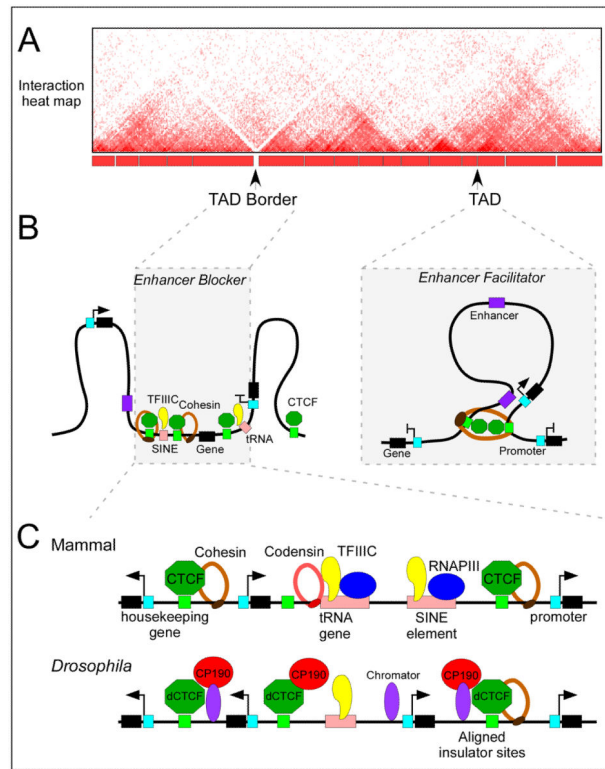 A
Interaction
heat map
TAD Border
TAD
B
Enhancer Blocker
TFIIIC
Cohesin
CTCF
SINE
Gene
tRNA
Enhancer Facilitator
Enhancer
Gene
Promoter
C
Mammal
Cohesin
Codensin
TFIIIC
RNAPIII
CTCF
CTCF
housekeeping
gene
tRNA
gene
SINE
element
promoter
Drosophila
CP190
dCTCF
CP190
dCTCF
Chromator
CP190
dCTCF
Aligned
insulator sites